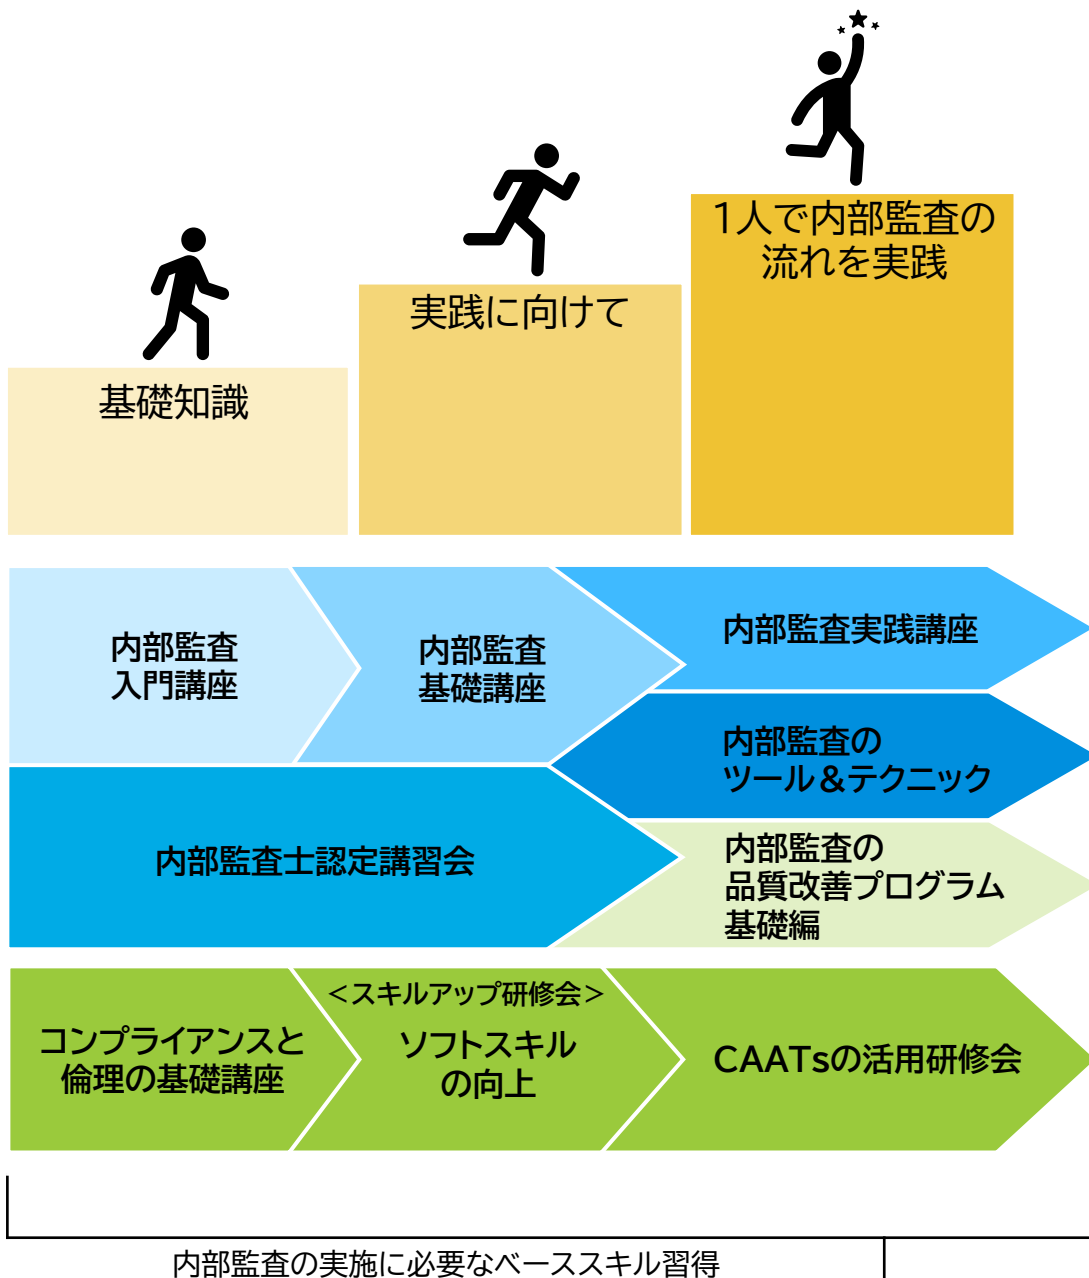 1人で内部監査の
流れを実践
実践に向けて
基礎知識
内部監査
入門講座
内部監査
基礎講座
内部監査実践講座
内部監査の
ツール&テクニック
内部監査士認定講習会
内部監査の
品質改善プログラム
基礎編
コンプライアンスと
倫理の基礎講座
<スキルアップ研修会>
ソフトスキル
の向上
CAATsの活用研修会
内部監査の実施に必要なベーススキル習得